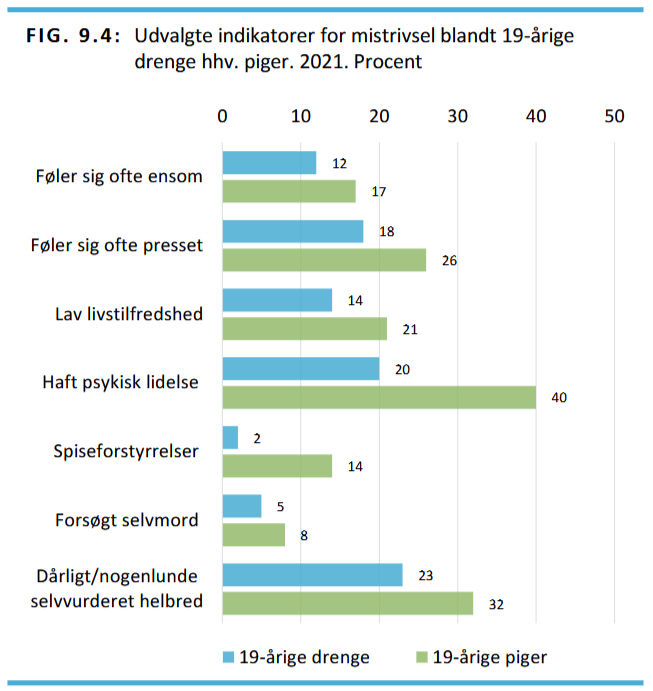 FIG. 9.4: Udvalgte indikatorer for mistrivsel blandt 19-årige
drenge hhv. piger. 2021. Procent
0 10 20 30 40 50
Føler sig ofte ensom
12
17
Føler sig ofte presset
18
26
Lav livstilfredshed
14
21
Haft psykisk lidelse
20
40
Spiseforstyrrelser
2
14
Forsøgt selvmord
5
8
Dårligt/nogenlunde
selvvurderet helbred
23
32
19-årige drenge 19-årige piger